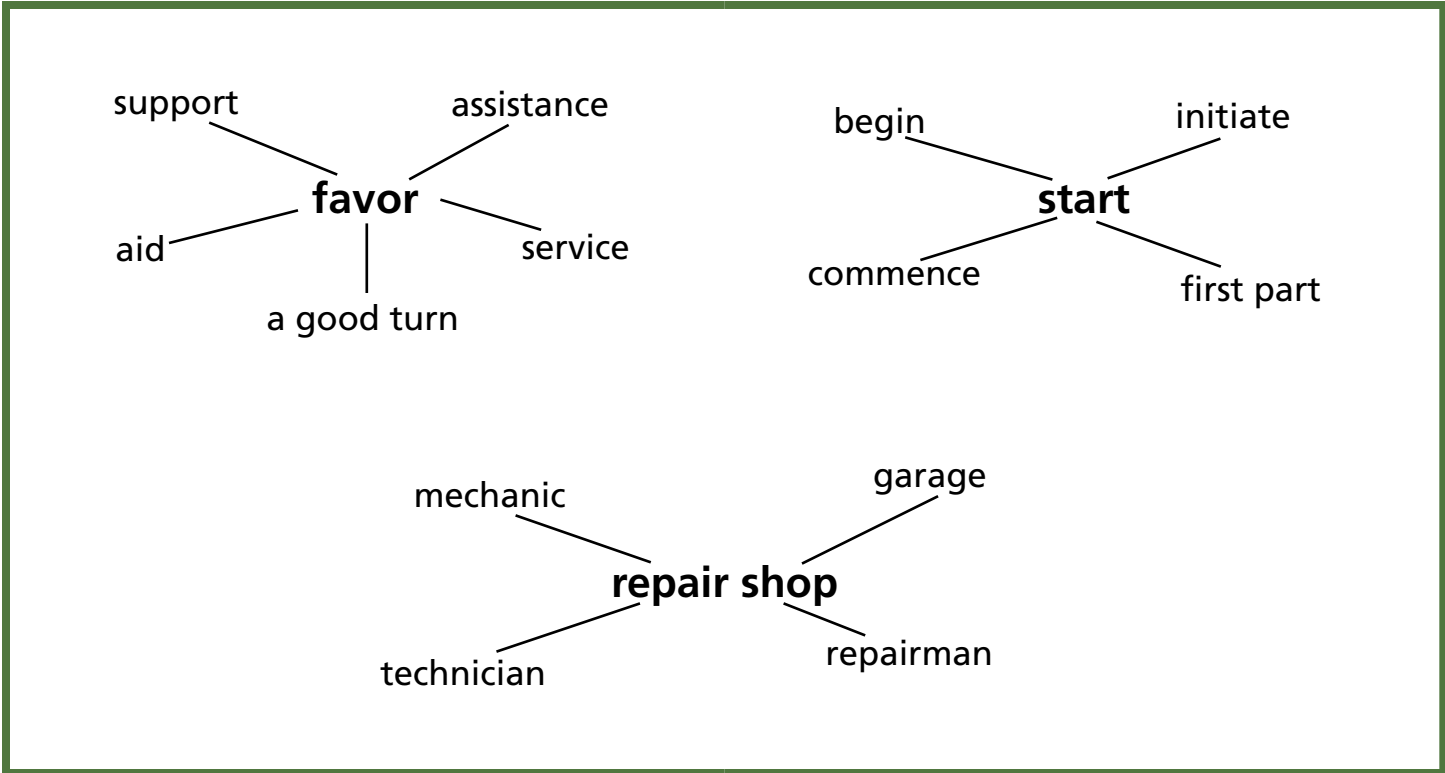 support
assistance
favor
aid
service
a good turn
begin
initiate
start
commence
first part
mechanic
garage
repair shop
technician
repairman